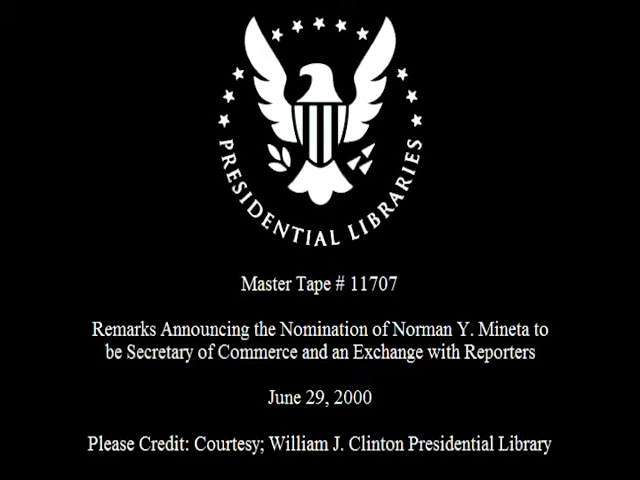 PRESIDENTIAL LIBRARIES
Master Tape # 11707
Remarks Announcing the Nomination of Norman Y. Mineta to
be Secretary of Commerce and an Exchange with Reporters
June 29, 2000
Please Credit: Courtesy; William J. Clinton Presidential Library